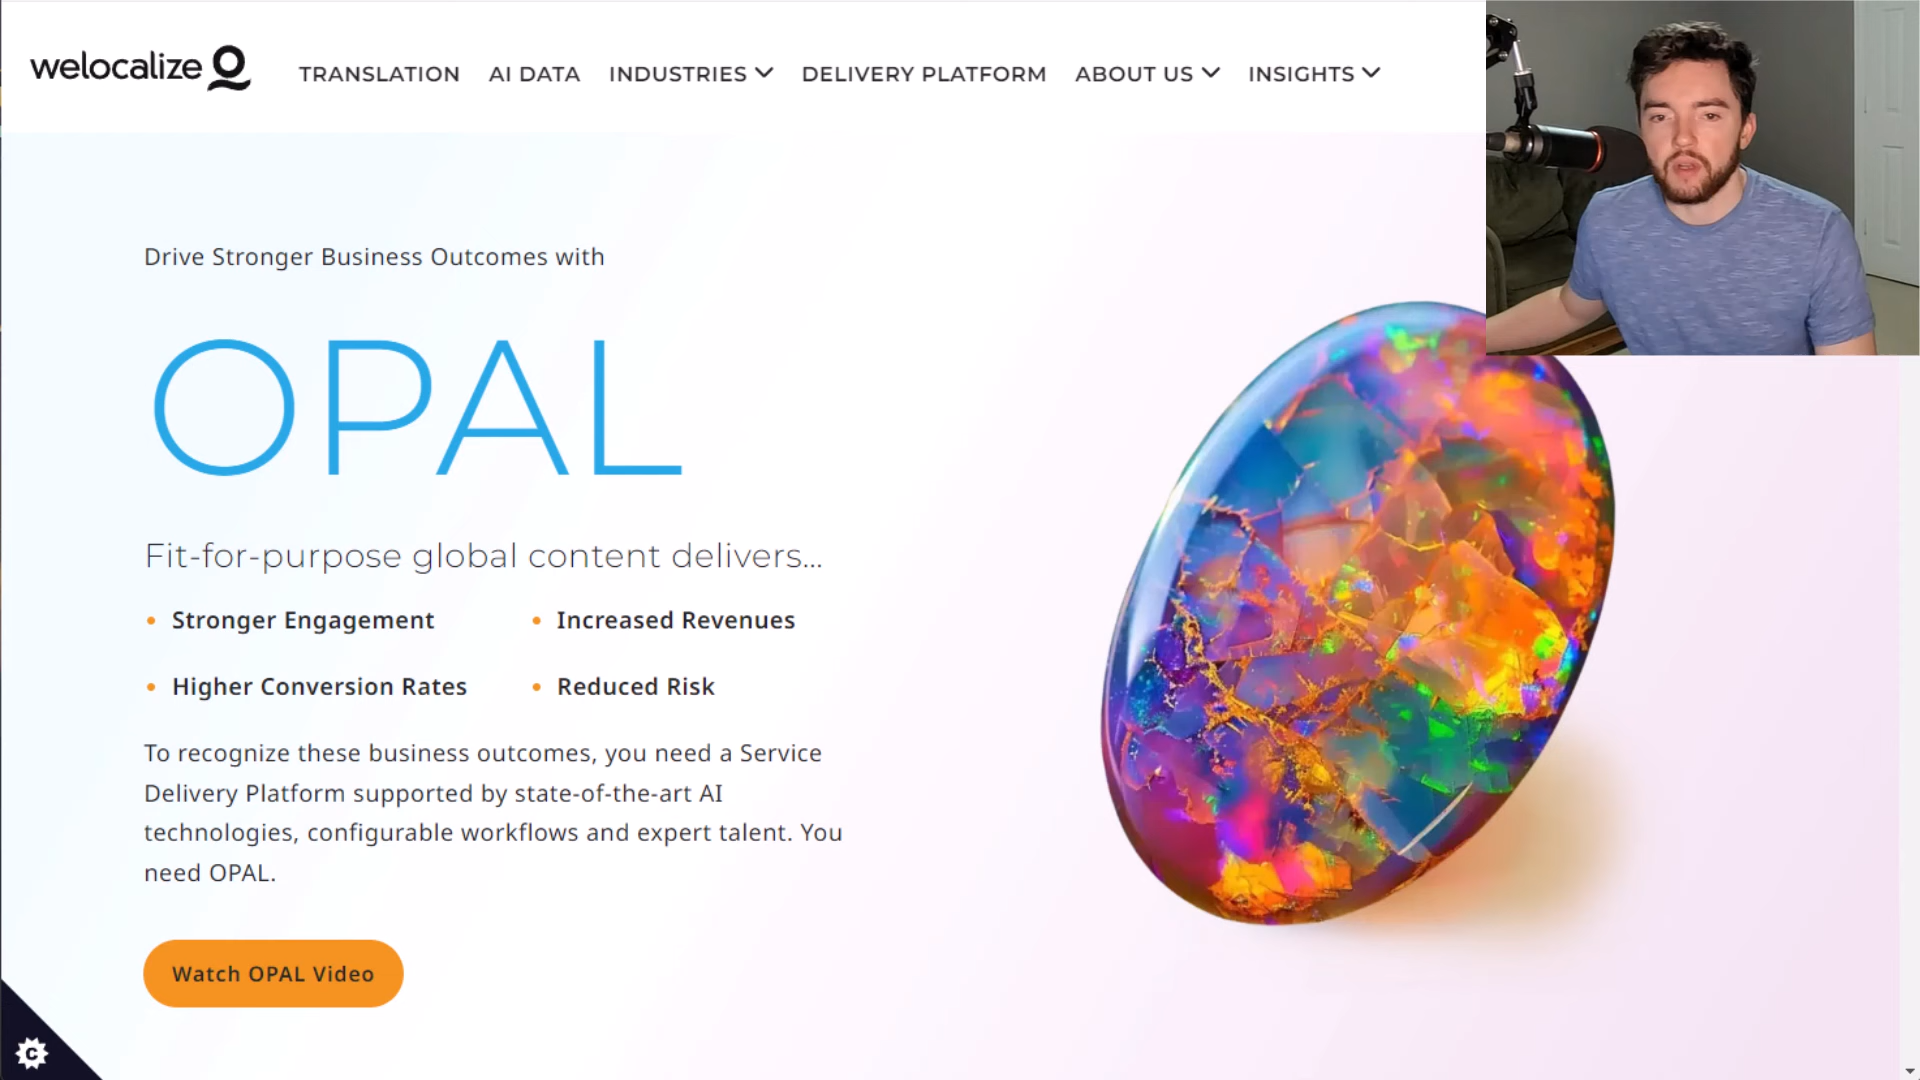 welocalize
TRANSLATION AI DATA INDUSTRIES DELIVERY PLATFORM ABOUT US INSIGHTS
Drive Stronger Business Outcomes with
OPAL
Fit-for-purpose global content delivers...
• Stronger Engagement
• Increased Revenues
• Higher Conversion Rates
• Reduced Risk
To recognize these business outcomes, you need a Service
Delivery Platform supported by state-of-the-art AI
technologies, configurable workflows and expert talent. You
need OPAL.
Watch OPAL Video
C